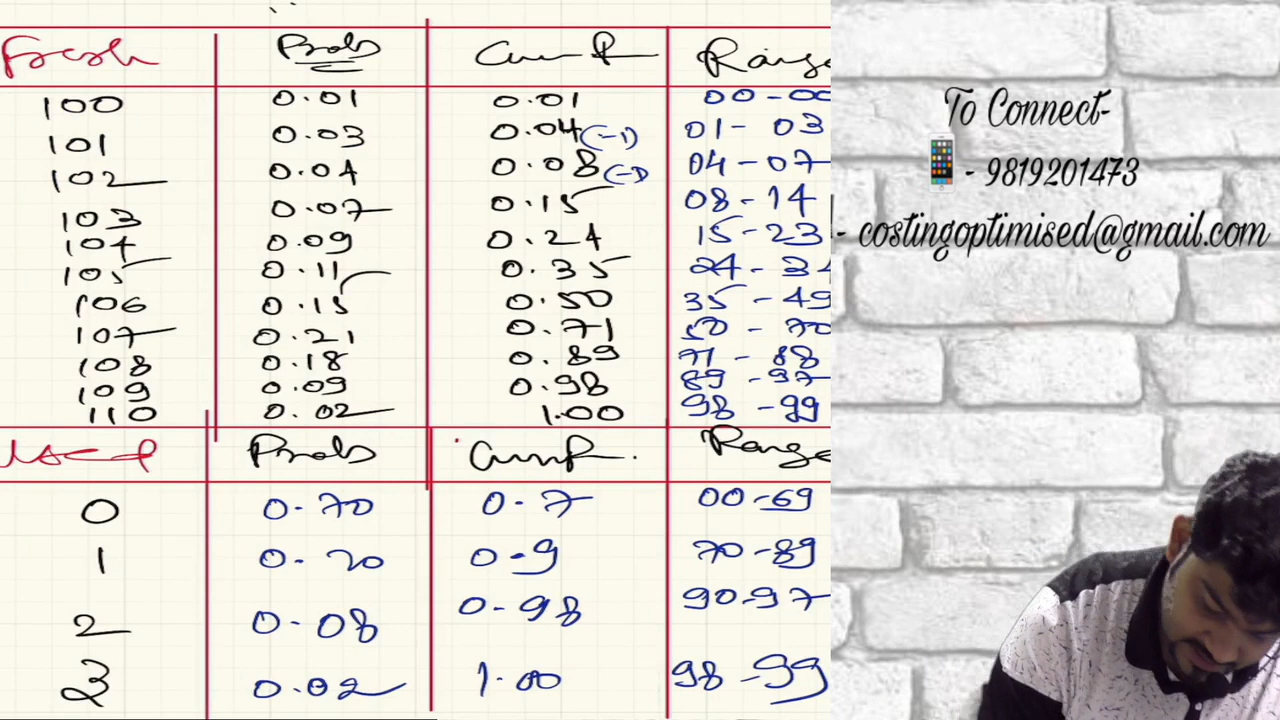 Fresh Prob Cum P Range
100 0.01 0.01 00-00
101 0.03 0.04(-1) 01-03
102 0.04 0.08(-1) 04-07
103 0.07 0.15 08-14
104 0.09 0.24 15-23
105 0.11 0.35 24-34
106 0.15 0.50 35-49
107 0.21 0.71 50-70
108 0.18 0.89 71-88
109 0.09 0.98 89-97
110 0.02 1.00 98-99
Used Prob Cum P. Range
0 0.70 0.7 00-69
1 0.20 0.9 70-89
2 0.08 0.98 90-97
3 0.02 1.00 98-99
To Connect-
- 9819201473
- costingoptimised@gmail.com